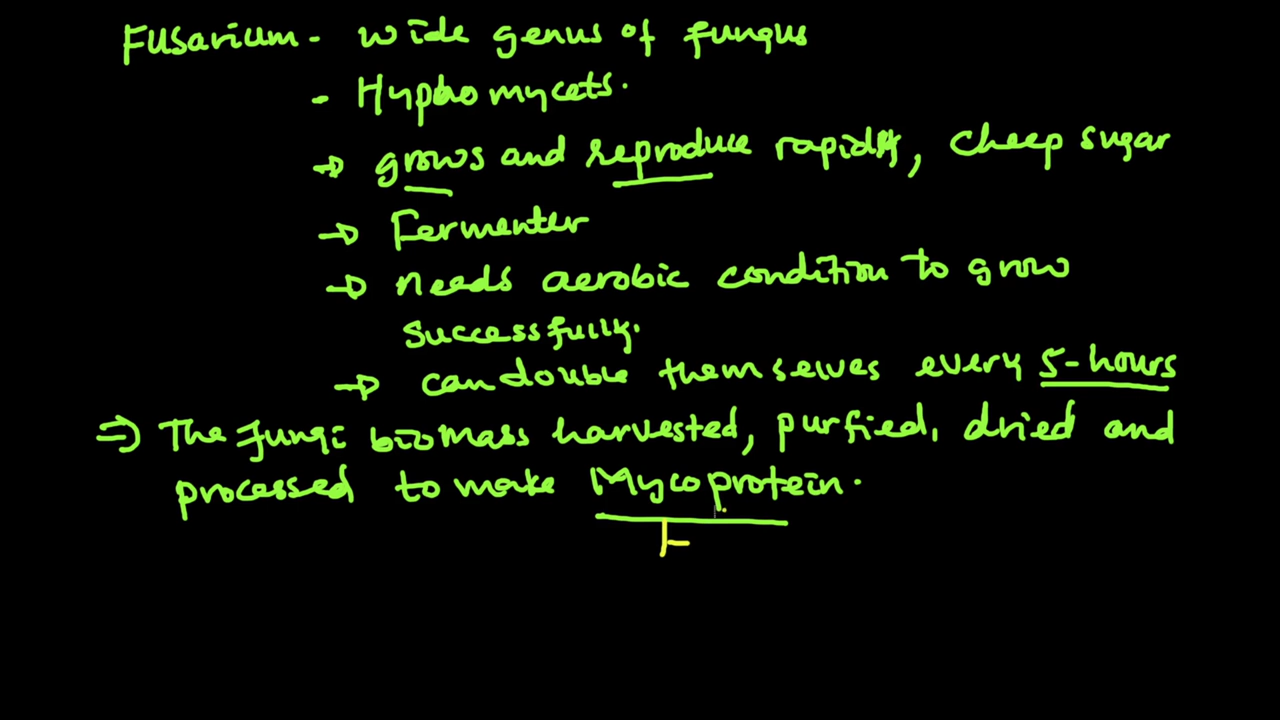 Fusarium - wide genus of fungus
- Hyphomycets.
→ grows and reproduce rapidly, cheep sugar
→ Fermenter
→ needs aerobic condition to grow
successfully.
→ can double themselves every 5-hours
⇒ The fungi biomass harvested, purfied, dried and
processed to make Mycoprotein.